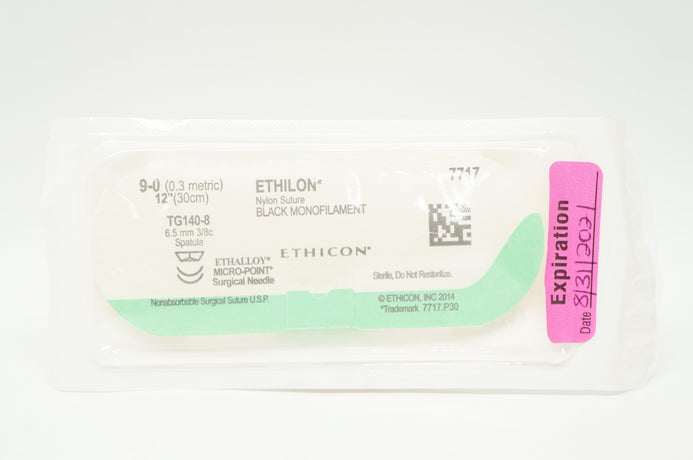 9-0 (0.3 metric)
12"(30cm)
TG140-8
6.5 mm 3/8c
Spatula
ETHALLOY*
MICRO-POINT*
Surgical Needle
Nonabsorbable Surgical Suture U.S.P.
ETHILON*
Nylon Suture
BLACK MONOFILAMENT
ETHICON*
7717
Sterile, Do Not Resterilize.
© ETHICON, INC 2014
*Trademark 7717.P30
Expiration
Date 8/31/2021